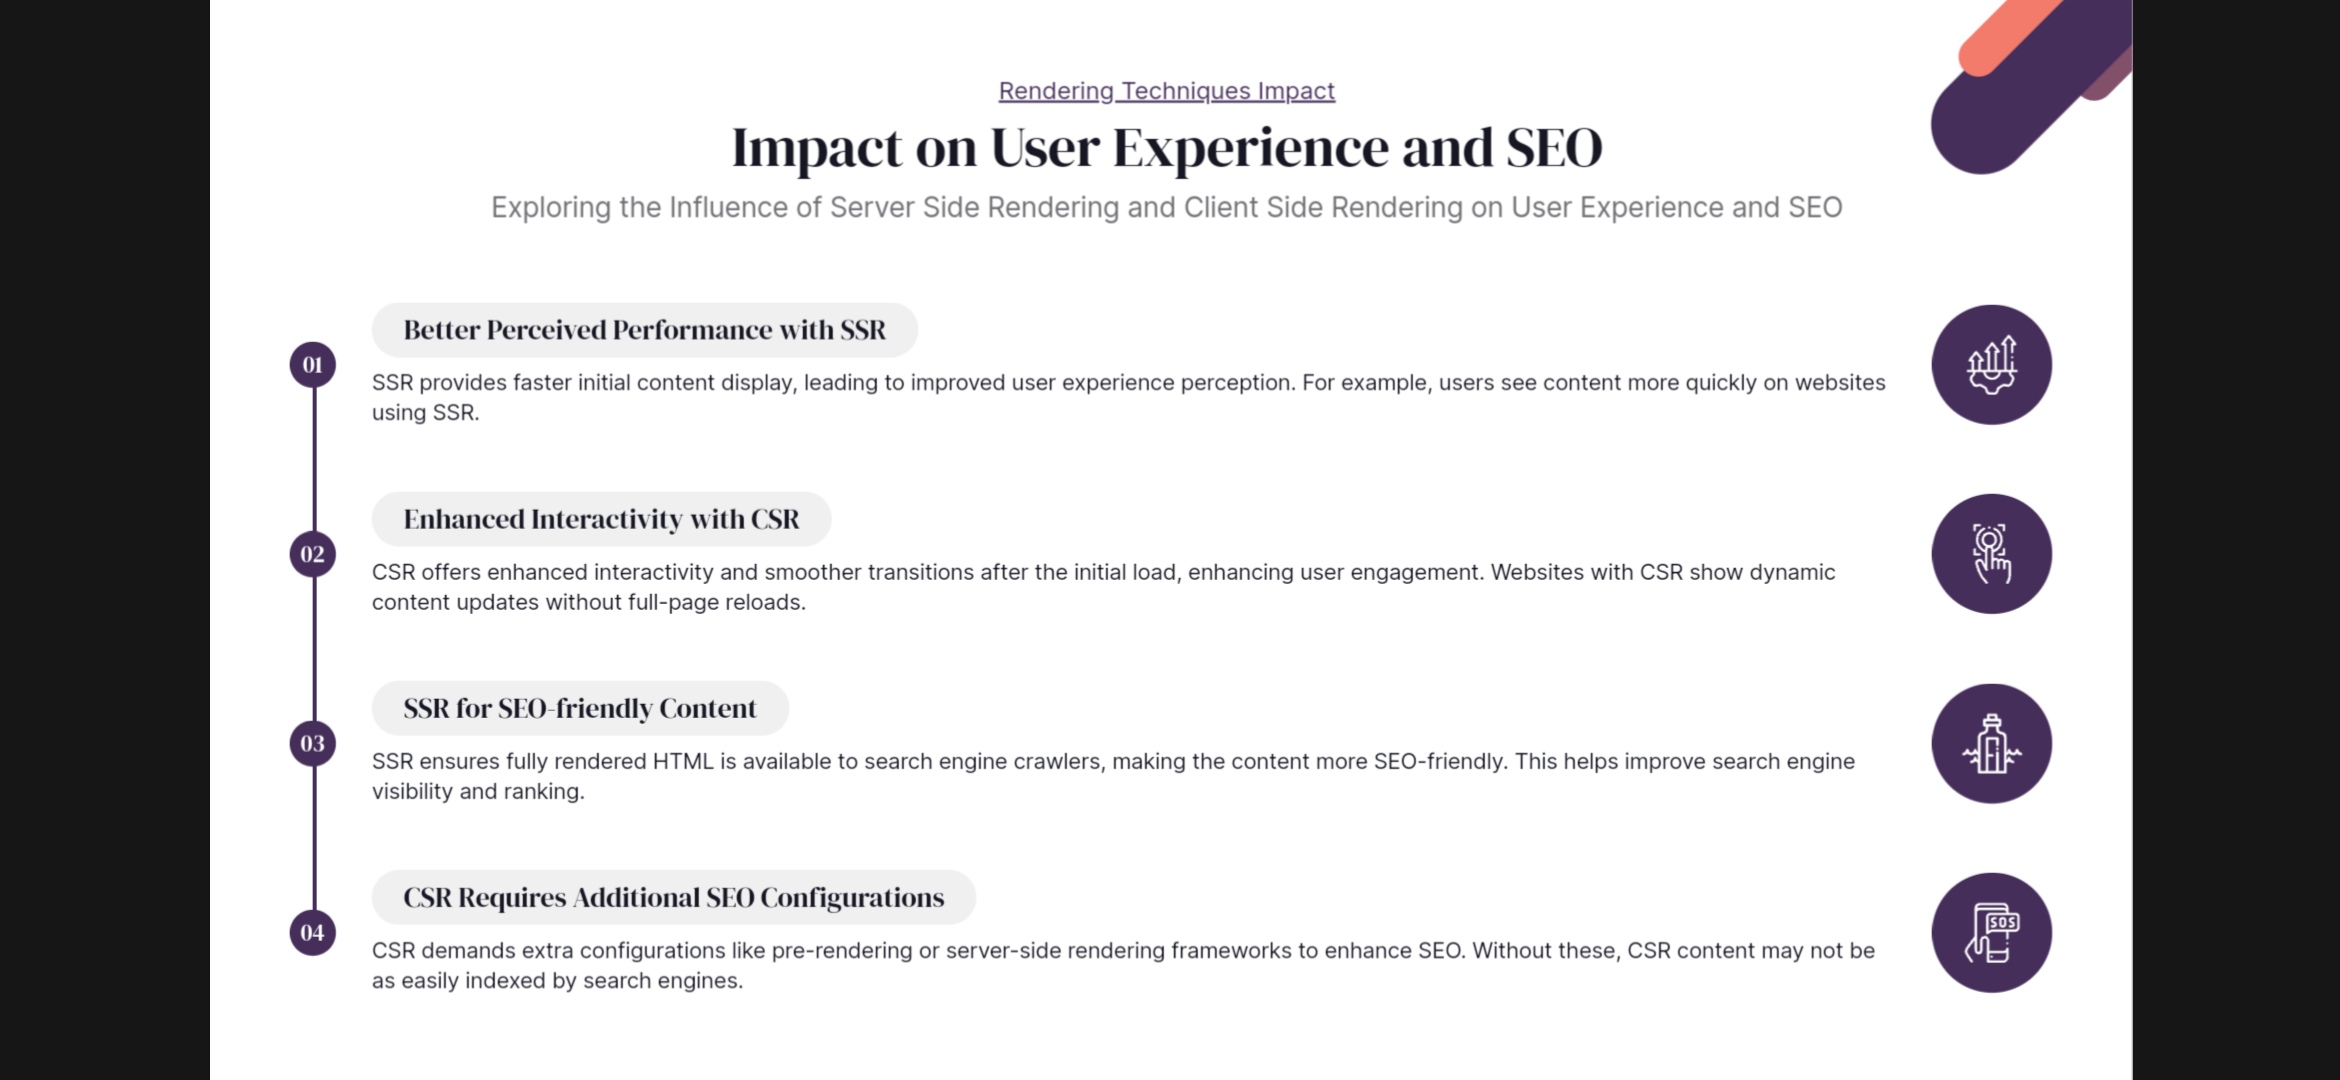 Rendering Techniques Impact
Impact on User Experience and SEO
Exploring the Influence of Server Side Rendering and Client Side Rendering on User Experience and SEO
01
Better Perceived Performance with SSR
SSR provides faster initial content display, leading to improved user experience perception. For example, users see content more quickly on websites
using SSR.
02
Enhanced Interactivity with CSR
CSR offers enhanced interactivity and smoother transitions after the initial load, enhancing user engagement. Websites with CSR show dynamic
content updates without full-page reloads.
03
SSR for SEO-friendly Content
SSR ensures fully rendered HTML is available to search engine crawlers, making the content more SEO-friendly. This helps improve search engine
visibility and ranking.
04
CSR Requires Additional SEO Configurations
CSR demands extra configurations like pre-rendering or server-side rendering frameworks to enhance SEO. Without these, CSR content may not be
as easily indexed by search engines.
SOS